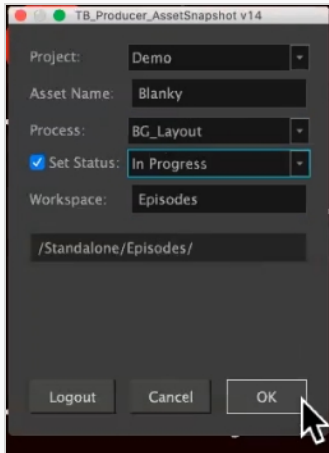 TB_Producer_AssetSnapshot v14
Project: Demo
Asset Name: Blanky
Process: BG_Layout
Set Status: In Progress
Workspace: Episodes
/Standalone/Episodes/
Logout Cancel OK